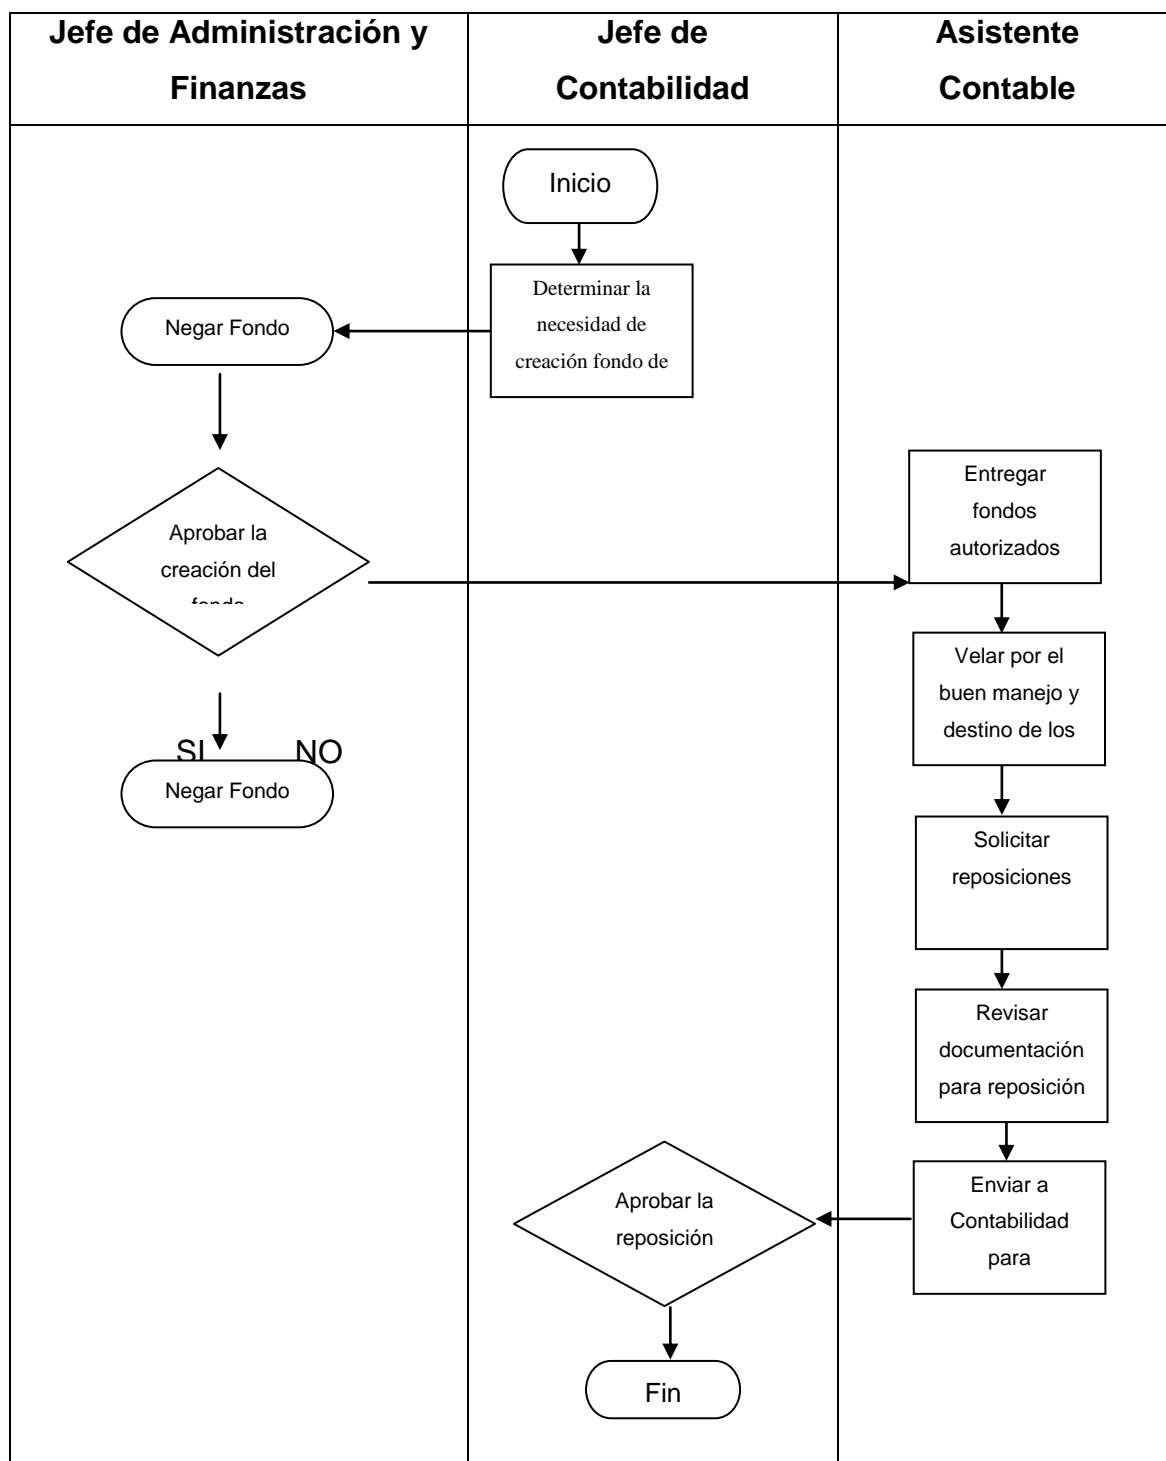 Jefe de Administración y
Finanzas
Jefe de
Contabilidad
Asistente
Contable
Inicio
Determinar la
necesidad de
creación fondo de
Negar Fondo
Aprobar la
creación del
fondo
SI NO
Negar Fondo
Entregar
fondos
autorizados
Velar por el
buen manejo y
destino de los
Solicitar
reposiciones
Revisar
documentación
para reposición
Enviar a
Contabilidad
para
Aprobar la
reposición
Fin